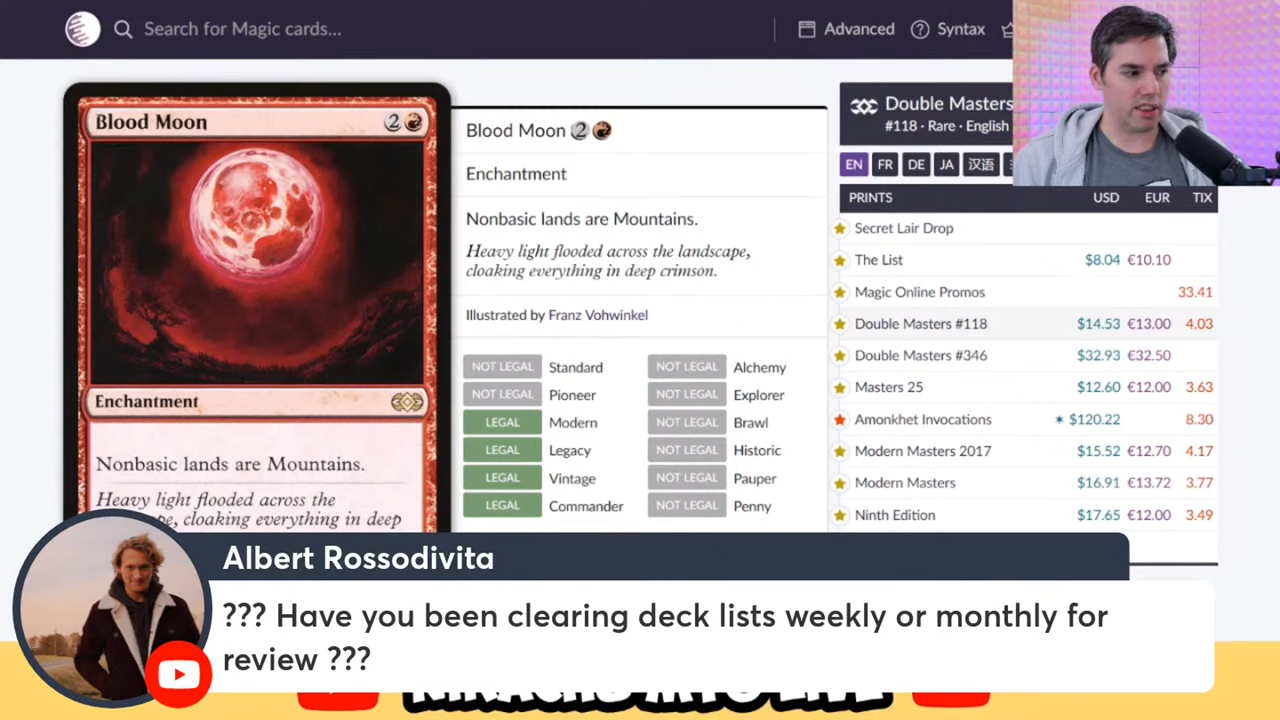 Search for Magic cards...
Advanced
Syntax
Blood Moon 2
Enchantment
Nonbasic lands are Mountains.
Heavy light flooded across the
cloaking everything in deep
Blood Moon 2
Enchantment
Nonbasic lands are Mountains.
Heavy light flooded across the landscape,
cloaking everything in deep crimson.
Illustrated by Franz Vohwinkel
NOT LEGAL Standard NOT LEGAL Alchemy
NOT LEGAL Pioneer NOT LEGAL Explorer
LEGAL Modern NOT LEGAL Brawl
LEGAL Legacy NOT LEGAL Historic
LEGAL Vintage NOT LEGAL Pauper
LEGAL Commander NOT LEGAL Penny
Double Masters
#118 · Rare · English
EN FR DE JA 汉语
PRINTS USD EUR TIX
Secret Lair Drop
The List $8.04 €10.10
Magic Online Promos 33.41
Double Masters #118 $14.53 €13.00 4.03
Double Masters #346 $32.93 €32.50
Masters 25 $12.60 €12.00 3.63
Amonkhet Invocations ✶ $120.22 8.30
Modern Masters 2017 $15.52 €12.70 4.17
Modern Masters $16.91 €13.72 3.77
Ninth Edition $17.65 €12.00 3.49
Albert Rossodivita
??? Have you been clearing deck lists weekly or monthly for
review ???